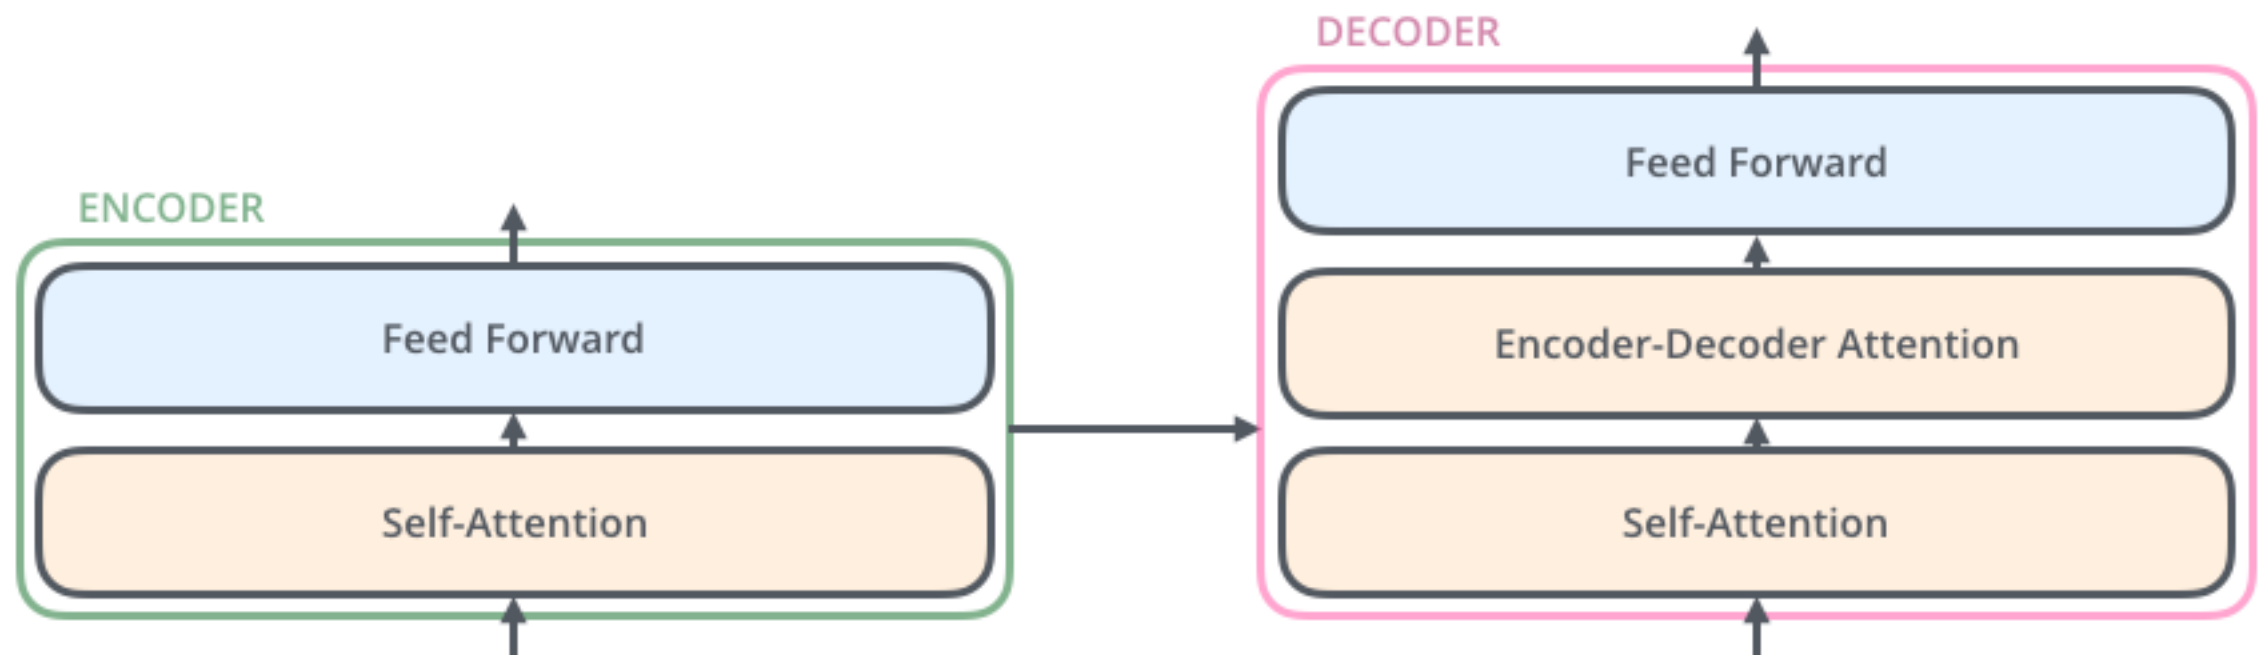 ENCODER
Feed Forward
Self-Attention
DECODER
Feed Forward
Encoder-Decoder Attention
Self-Attention